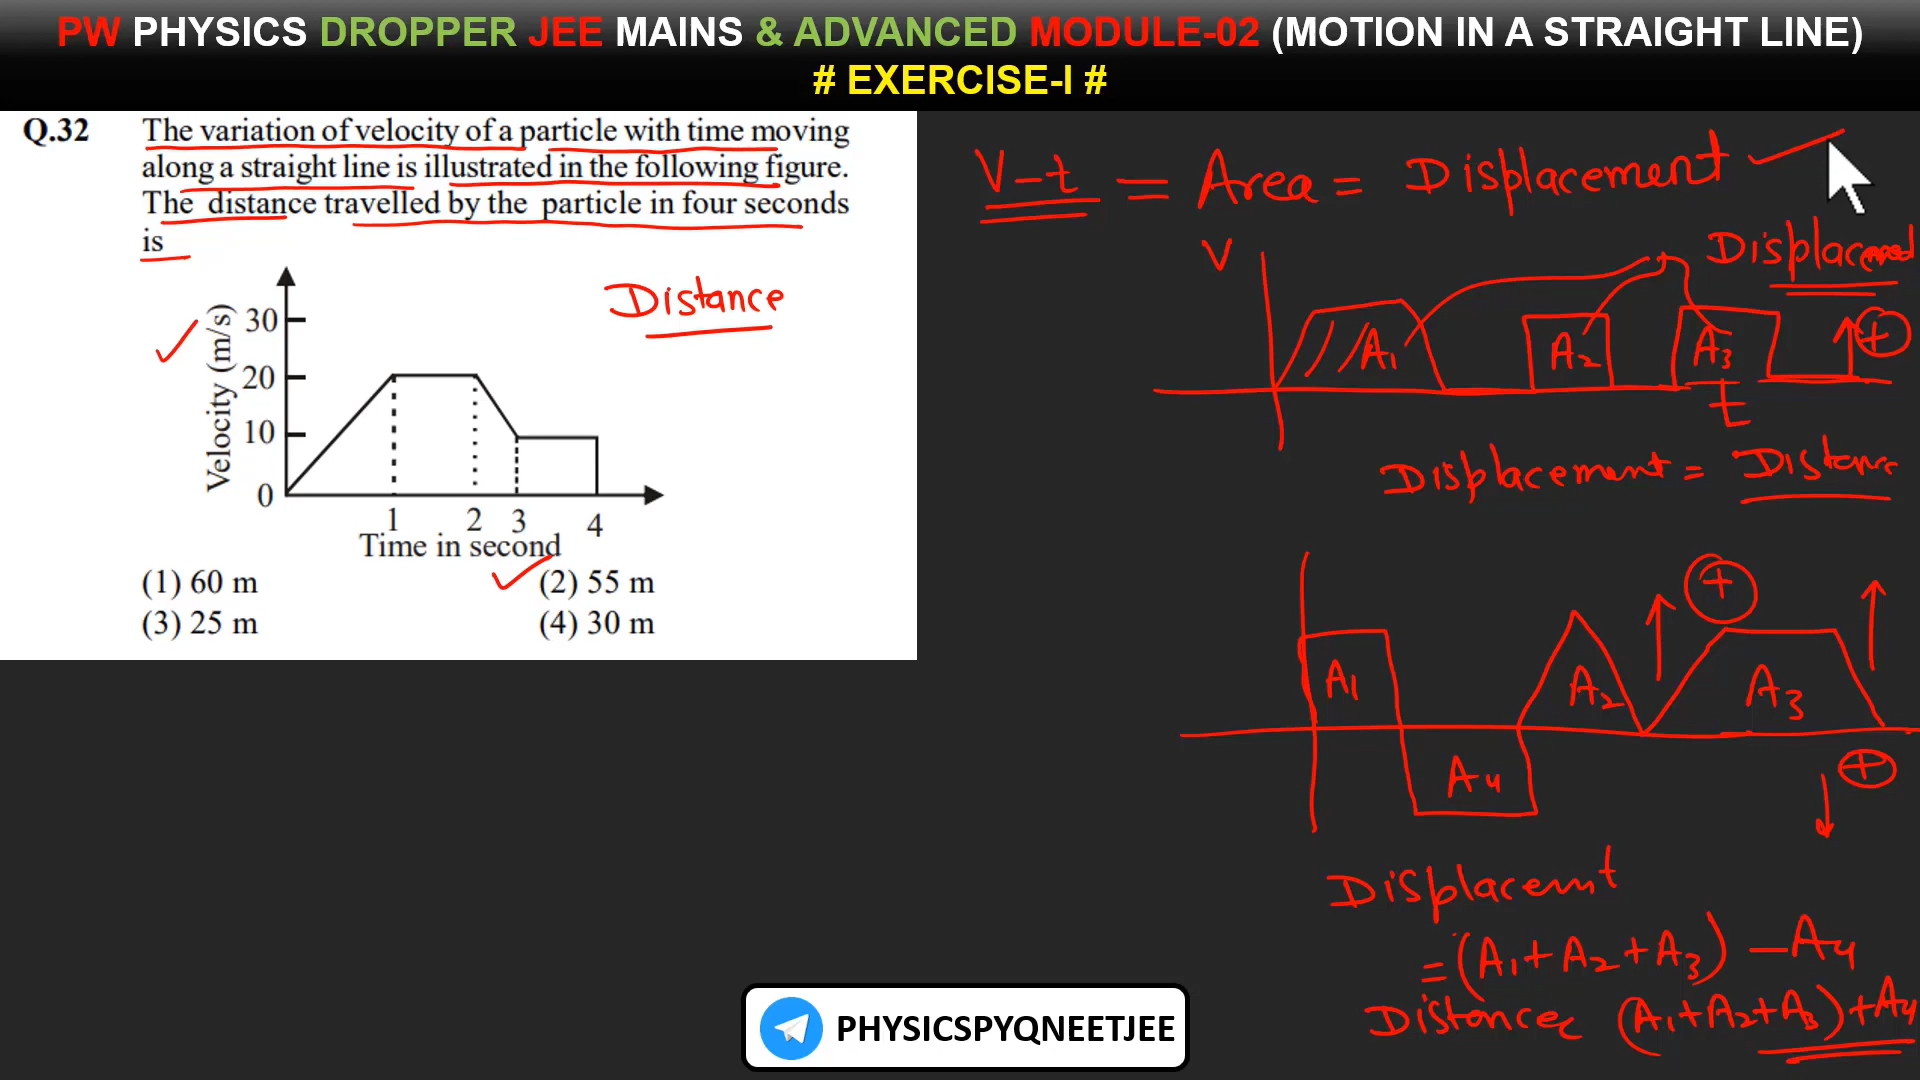 PW PHYSICS DROPPER JEE MAINS & ADVANCED MODULE-02 (MOTION IN A STRAIGHT LINE)
# EXERCISE-I #
Q.32 The variation of velocity of a particle with time moving
along a straight line is illustrated in the following figure.
The distance travelled by the particle in four seconds
is
Distance
Velocity (m/s)
30
20
10
0
1 2 3 4
Time in second
(1) 60 m (2) 55 m
(3) 25 m (4) 30 m
V-t = Area = Displacement
V
A1 A2 A3 +
t
Displacement =
+
A1 A2 A3
A4
+
= (A1+A2+A3) - A4
(A1+A2+A3)+A4
PHYSICSPYQNEETJEE